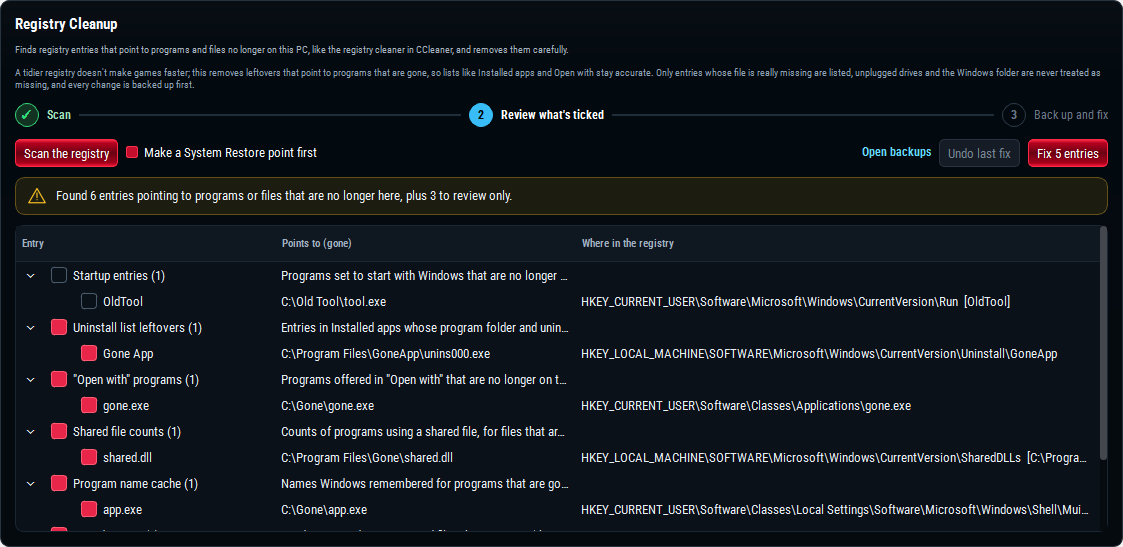 Registry Cleanup
Finds registry entries that point to programs and files no longer on this PC, like the registry cleaner in CCleaner, and removes them carefully.
A tidier registry doesn't make games faster; this removes leftovers that point to programs that are gone, so lists like Installed apps and Open with stay accurate. Only entries whose file is really missing are listed, unplugged drives and the Windows folder are never treated as
missing, and every change is backed up first.
Scan
2 Review what's ticked
3 Back up and fix
Scan the registry
Make a System Restore point first
Open backups
Undo last fix
Fix 5 entries
Found 6 entries pointing to programs or files that are no longer here, plus 3 to review only.
Entry Points to (gone) Where in the registry
Startup entries (1) Programs set to start with Windows that are no longer ...
OldTool C:\Old Tool\tool.exe HKEY_CURRENT_USER\Software\Microsoft\Windows\CurrentVersion\Run [OldTool]
Uninstall list leftovers (1) Entries in Installed apps whose program folder and unin...
Gone App C:\Program Files\GoneApp\unins000.exe HKEY_LOCAL_MACHINE\SOFTWARE\Microsoft\Windows\CurrentVersion\Uninstall\GoneApp
"Open with" programs (1) Programs offered in "Open with" that are no longer on t...
gone.exe C:\Gone\gone.exe HKEY_CURRENT_USER\Software\Classes\Applications\gone.exe
Shared file counts (1) Counts of programs using a shared file, for files that ar...
shared.dll C:\Program Files\Gone\shared.dll HKEY_LOCAL_MACHINE\SOFTWARE\Microsoft\Windows\CurrentVersion\SharedDLLs [C:\Progra...
Program name cache (1) Names Windows remembered for programs that are go...
app.exe C:\Gone\app.exe HKEY_CURRENT_USER\Software\Classes\Local Settings\Software\Microsoft\Windows\Shell\Mui...